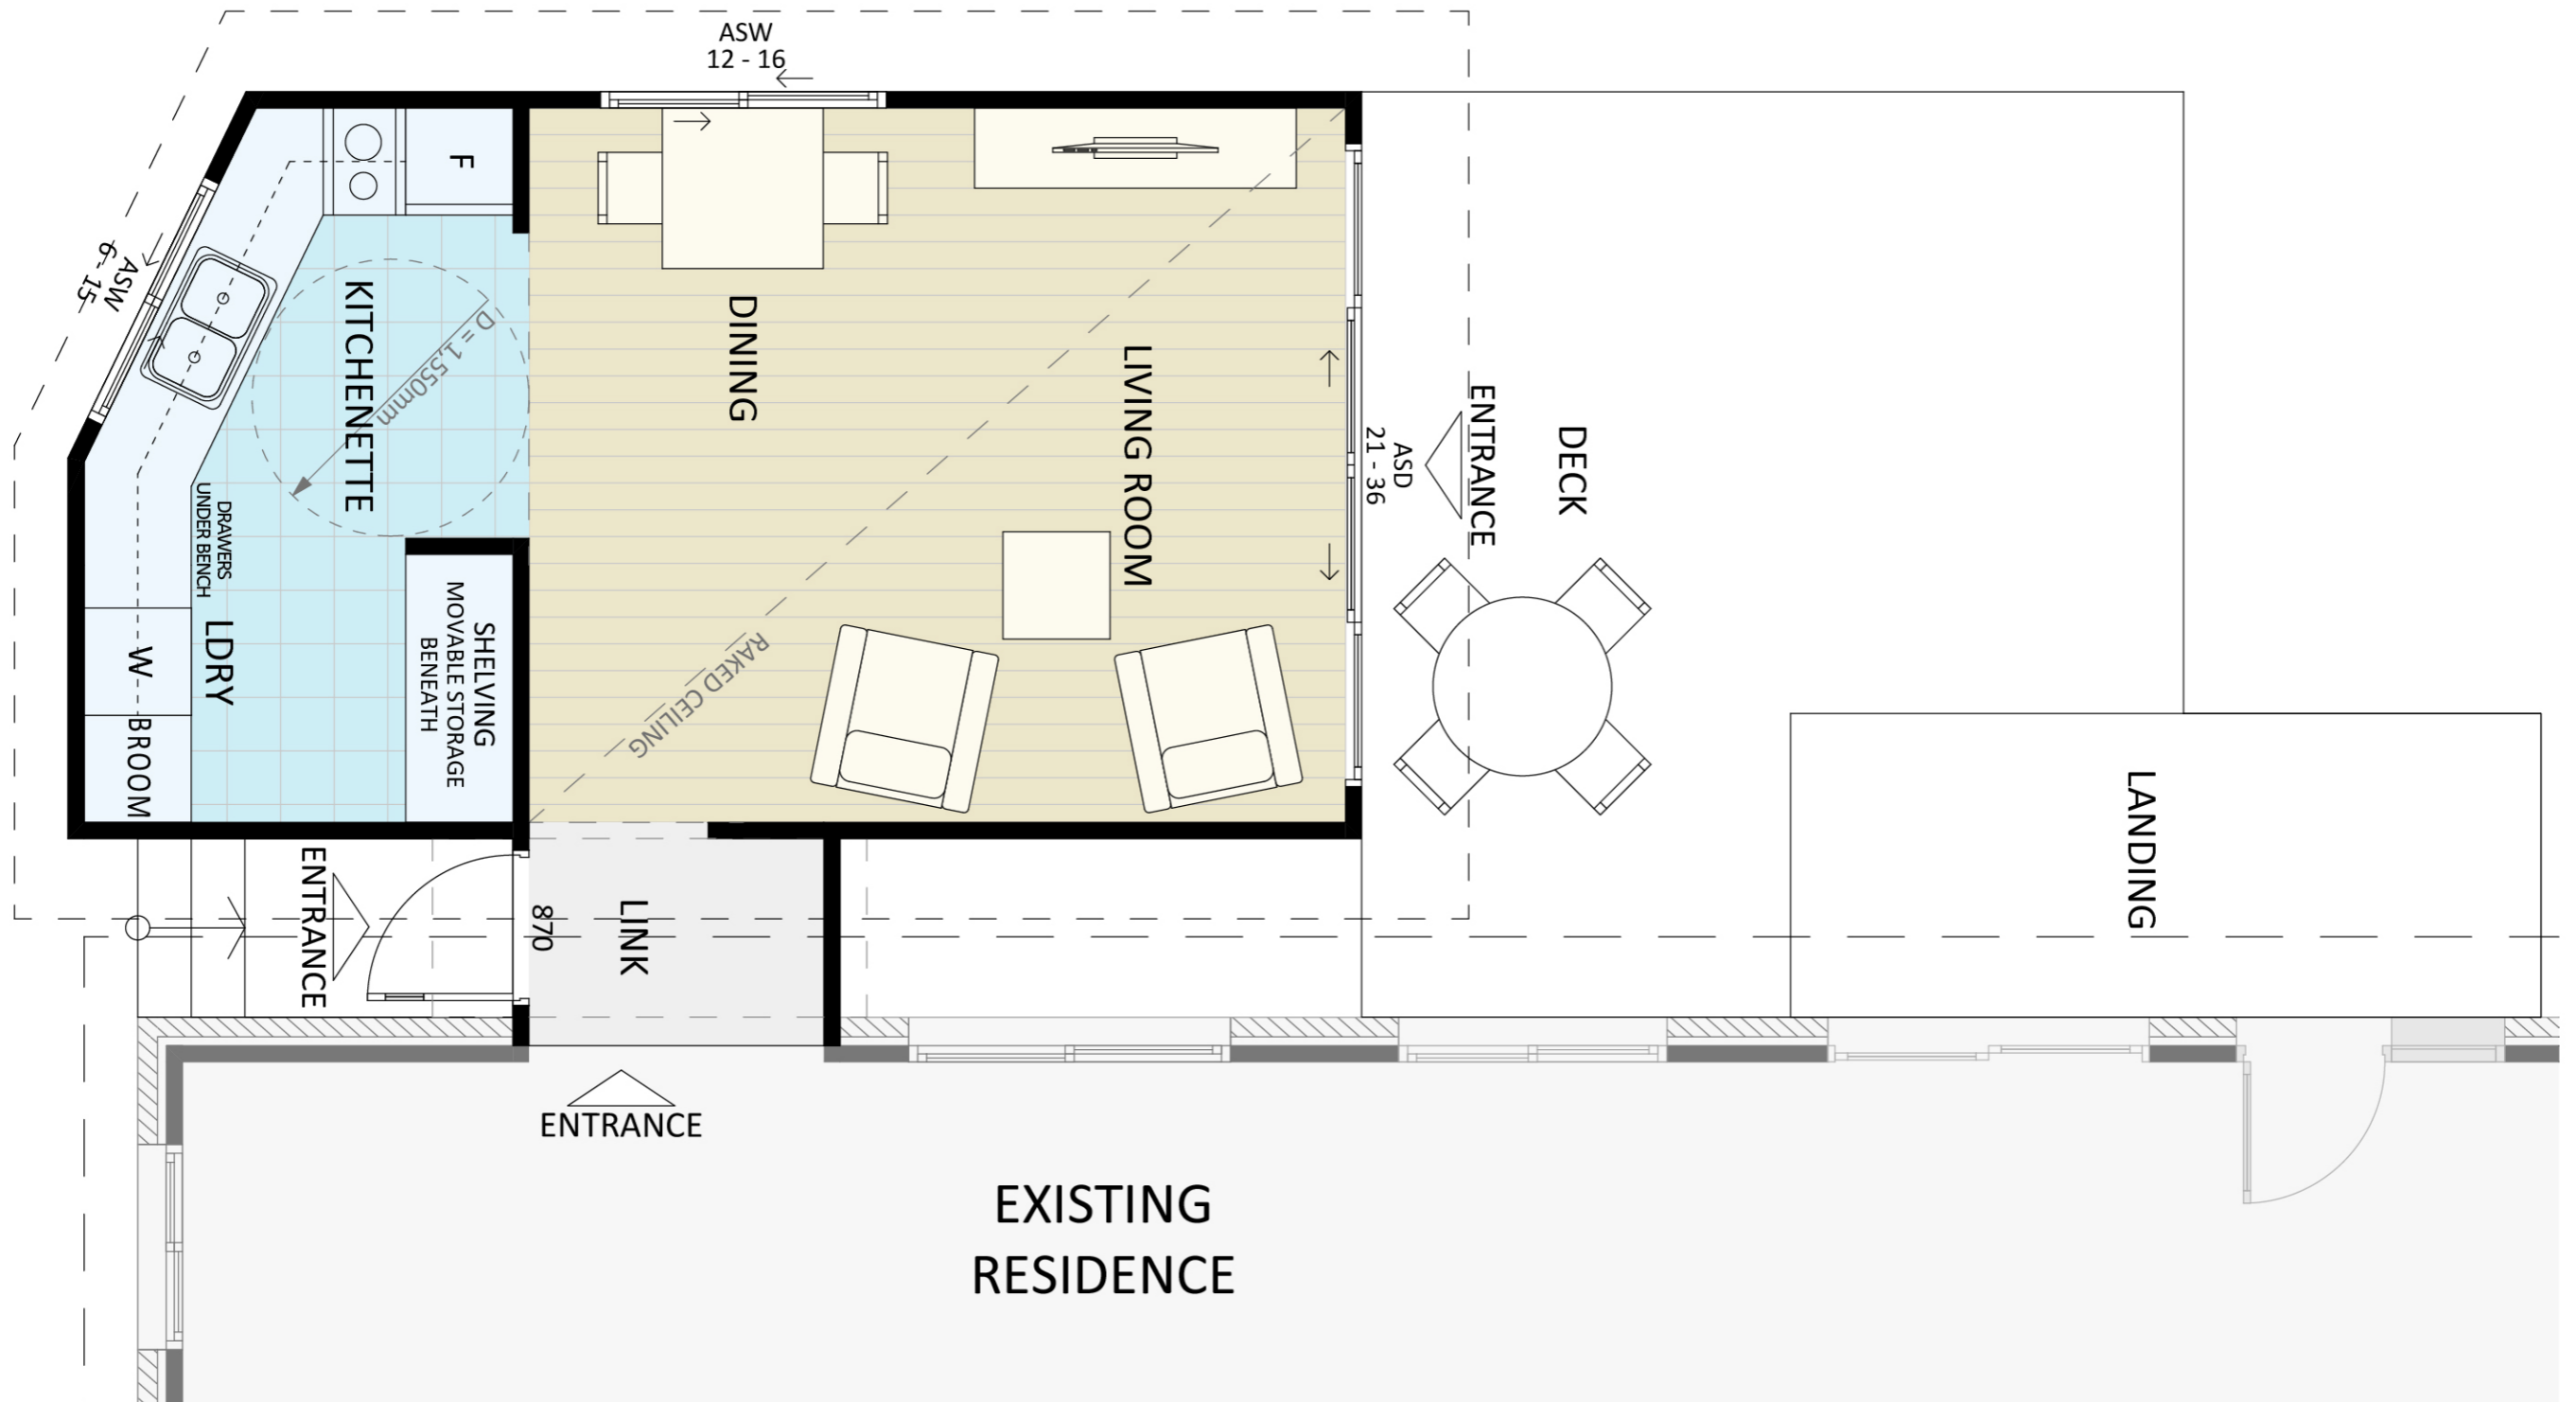 ASW
12 - 16
ASW
6 - 15
F
KITCHENETTE
D = 1,550mm
DINING
LIVING ROOM
ASD
21 - 36
ENTRANCE
DECK
DRAWERS
UNDER BENCH
LDRY
W
BROOM
SHELVING
MOVABLE STORAGE
BENEATH
RAKED CEILING
LANDING
ENTRANCE
870
LINK
ENTRANCE
EXISTING
RESIDENCE